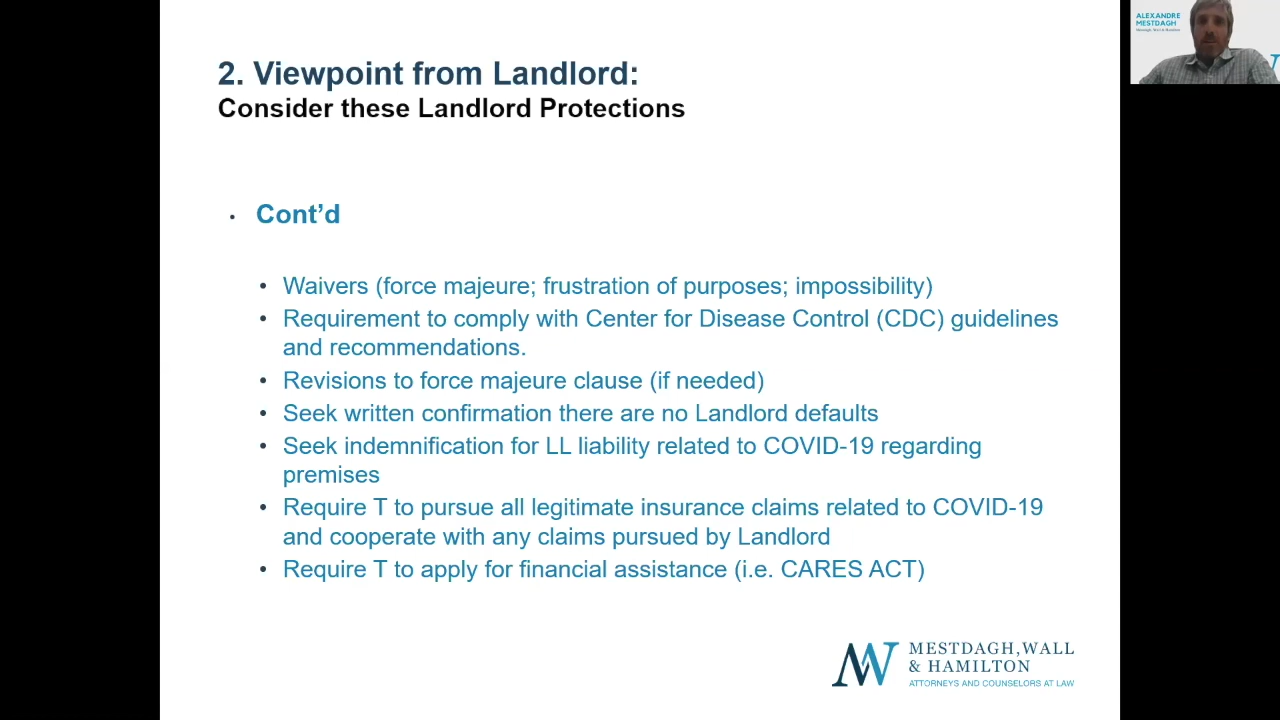 2. Viewpoint from Landlord:
Consider these Landlord Protections
• Cont’d
• Waivers (force majeure; frustration of purposes; impossibility)
• Requirement to comply with Center for Disease Control (CDC) guidelines
and recommendations.
• Revisions to force majeure clause (if needed)
• Seek written confirmation there are no Landlord defaults
• Seek indemnification for LL liability related to COVID-19 regarding
premises
• Require T to pursue all legitimate insurance claims related to COVID-19
and cooperate with any claims pursued by Landlord
• Require T to apply for financial assistance (i.e. CARES ACT)
MESTDAGH, WALL
& HAMILTON
ATTORNEYS AND COUNSELORS AT LAW
ALEXANDRE
MESTDAGH
Mestdagh, Wall & Hamilton